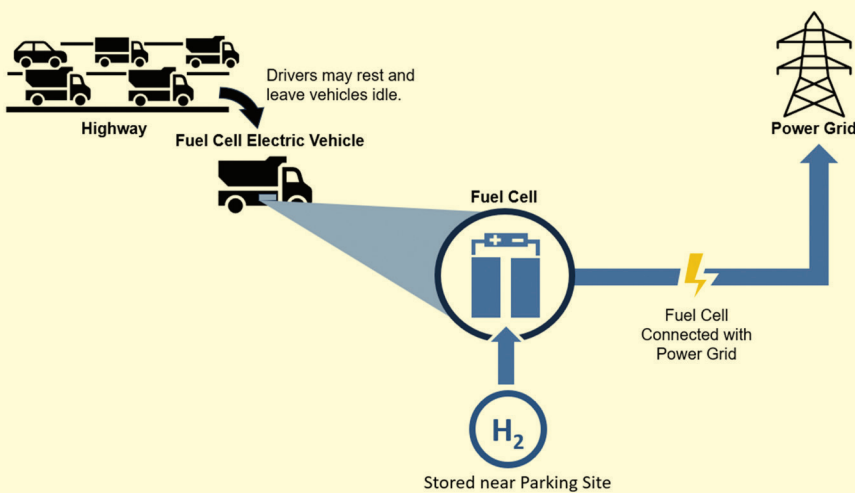 Drivers may rest and
leave vehicles idle.
Highway
Fuel Cell Electric Vehicle
Power Grid
Fuel Cell
+ −
Fuel Cell
Connected with
Power Grid
H₂
Stored near Parking Site